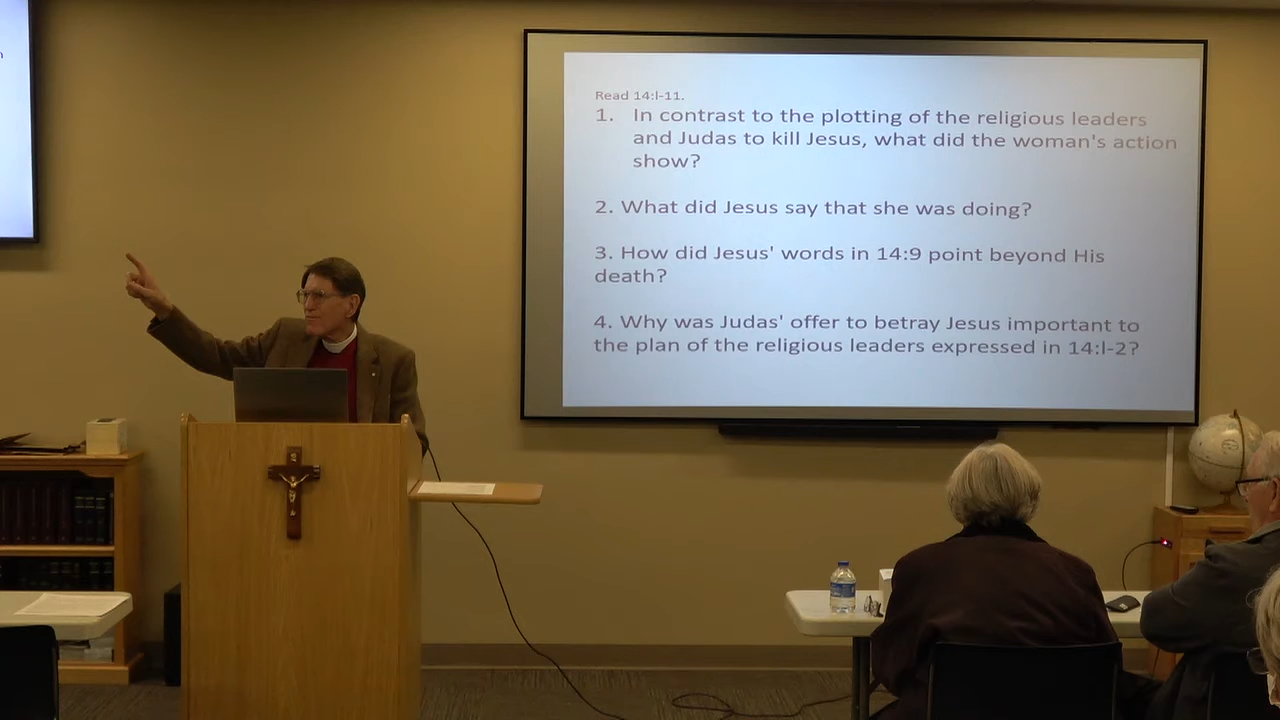 Read 14:l-11.
1. In contrast to the plotting of the religious leaders
and Judas to kill Jesus, what did the woman's action
show?
2. What did Jesus say that she was doing?
3. How did Jesus' words in 14:9 point beyond His
death?
4. Why was Judas' offer to betray Jesus important to
the plan of the religious leaders expressed in 14:l-2?